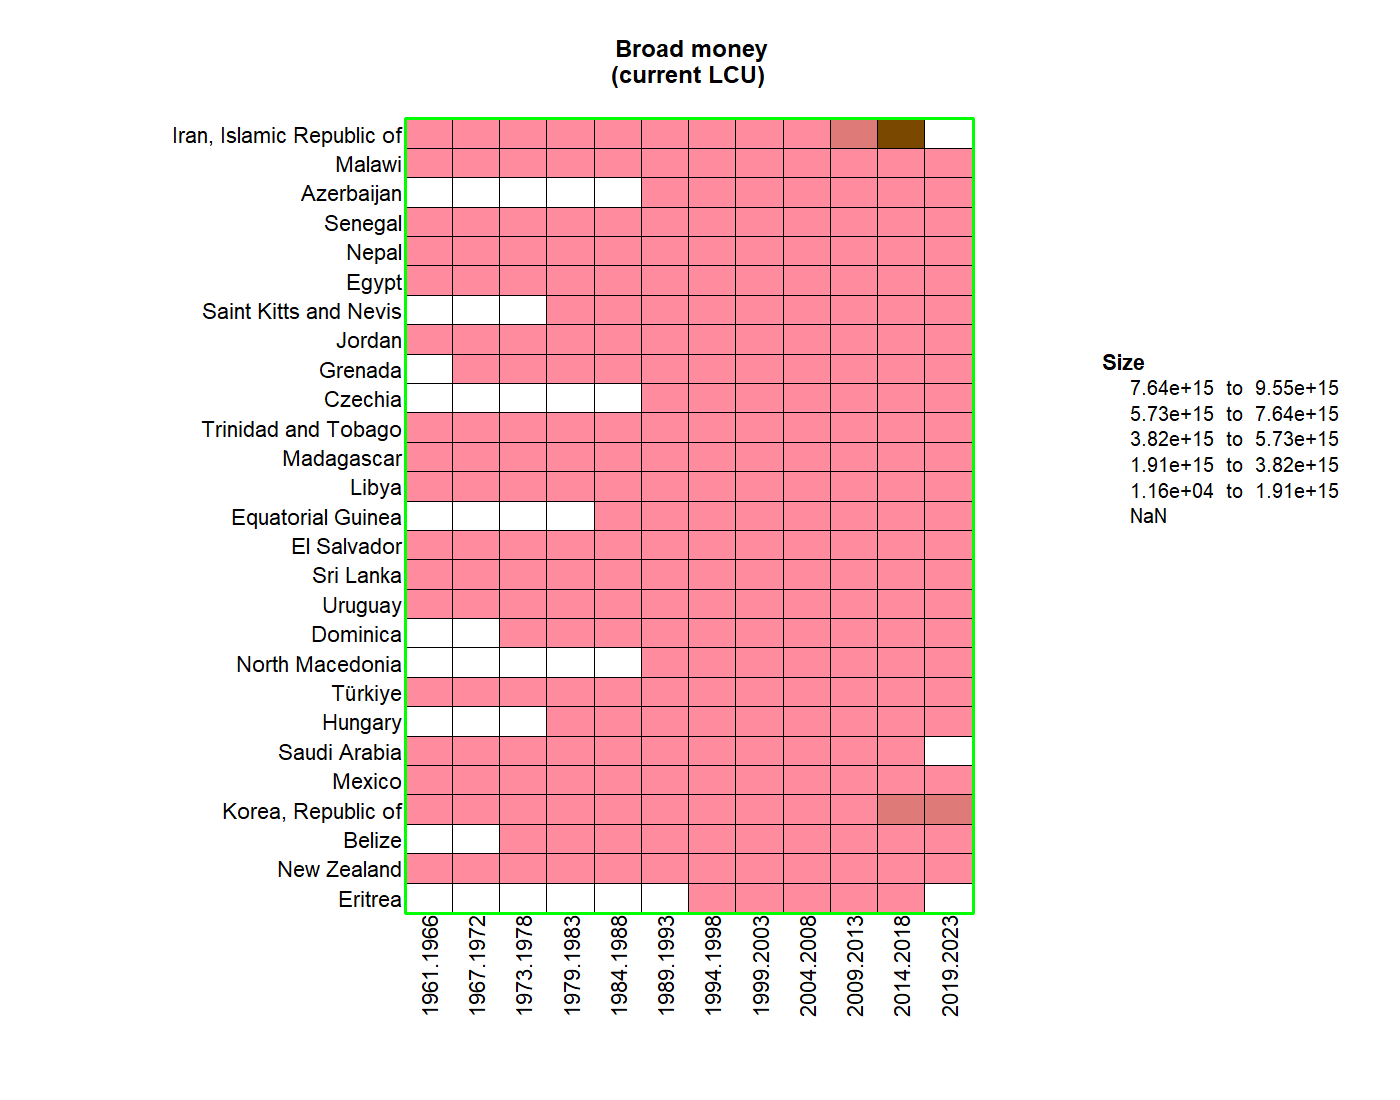 Broad money
(current LCU)
Iran, Islamic Republic of
Malawi
Azerbaijan
Senegal
Nepal
Egypt
Saint Kitts and Nevis
Jordan
Grenada
Czechia
Trinidad and Tobago
Madagascar
Libya
Equatorial Guinea
El Salvador
Sri Lanka
Uruguay
Dominica
North Macedonia
Türkiye
Hungary
Saudi Arabia
Mexico
Korea, Republic of
Belize
New Zealand
Eritrea
1961.1966
1967.1972
1973.1978
1979.1983
1984.1988
1989.1993
1994.1998
1999.2003
2004.2008
2009.2013
2014.2018
2019.2023
Size
7.64e+15 to 9.55e+15
5.73e+15 to 7.64e+15
3.82e+15 to 5.73e+15
1.91e+15 to 3.82e+15
1.16e+04 to 1.91e+15
NaN